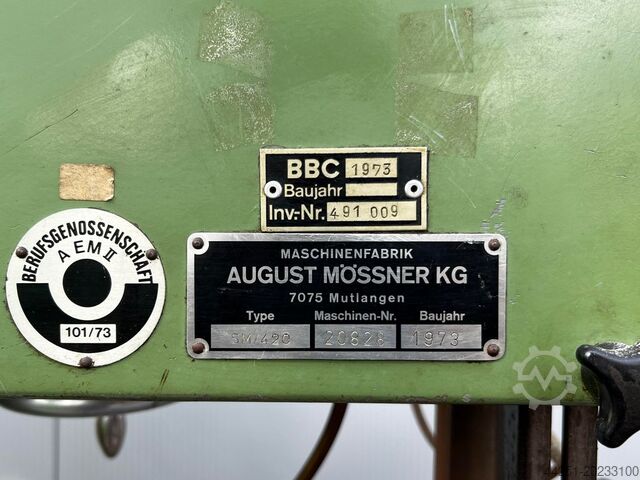 BBC 1973
Baujahr
Inv.-Nr. 491 009
BERUFSGENOSSENSCHAFT
A EM II
101/73
MASCHINENFABRIK
AUGUST MÖSSNER KG
7075 Mutlangen
Type Maschinen-Nr. Baujahr
SM/420 20828 1973